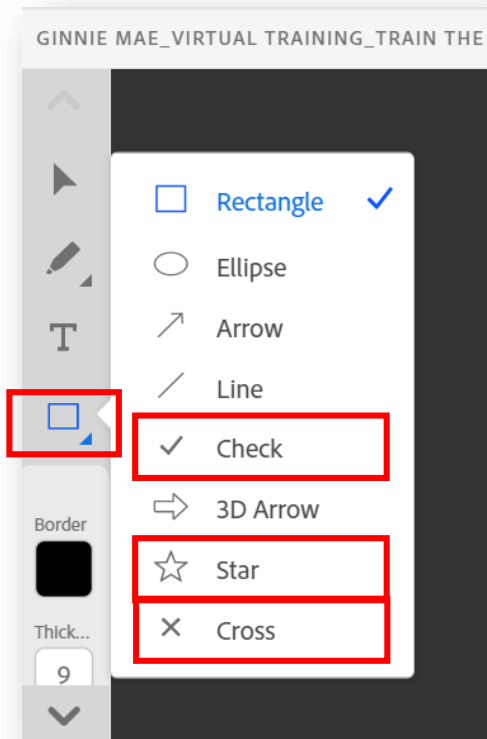 GINNIE MAE_VIRTUAL TRAINING_TRAIN THE
Rectangle
Ellipse
T
Arrow
Line
Check
3D Arrow
Border
Star
Thick...
Cross
9